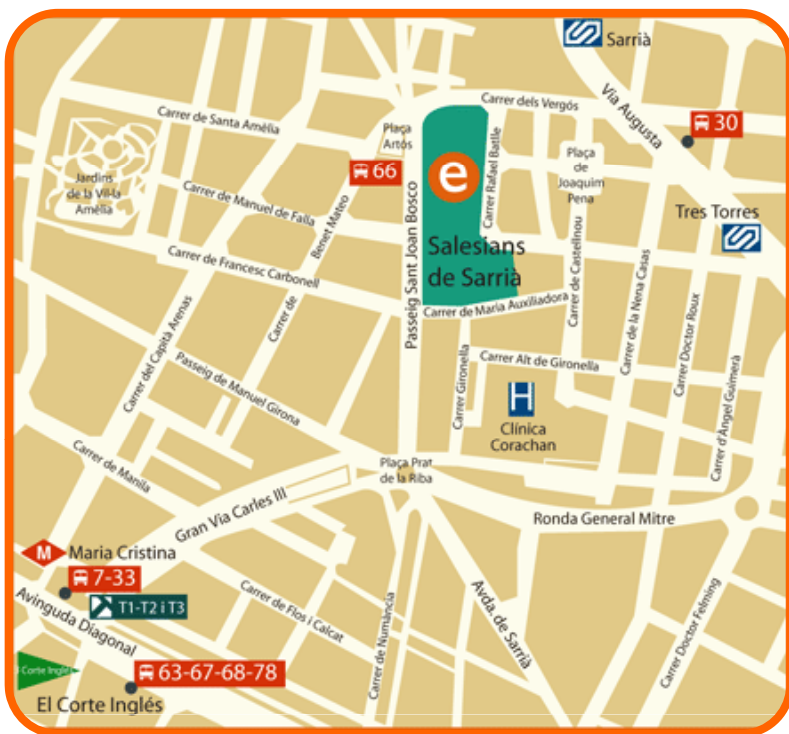 Sarrià
Carrer dels Vergós
Via Augusta
30
Carrer de Santa Amèlia
Plaça
Artós
66
e
Carrer Rafael Batlle
Plaça
de
Joaquim
Pena
Jardins
de la Vil·la
Amèlia
Carrer de Manuel de Falla
Carrer de Benet Mateo
Tres Torres
Salesians
de Sarrià
Passeig Sant Joan Bosco
Carrer de Castellnou
Carrer de Francesc Carbonell
Carrer de Maria Auxiliadora
Carrer de la Nena Casas
Carrer Doctor Roux
Carrer del Capità Arenas
Passeig de Manuel Girona
Carrer Gironella
Carrer Alt de Gironella
Carrer d'Àngel Guimerà
H
Clínica
Corachan
Carrer de Manila
Plaça Prat
de la Riba
Gran Via Carles III
Ronda General Mitre
M
Maria Cristina
7-33
T1-T2 i T3
Avinguda Diagonal
Carrer de Flos i Calcat
Carrer de Numància
Avda. de Sarrià
Carrer Doctor Felming
El Corte Inglés
63-67-68-78
El Corte Inglés